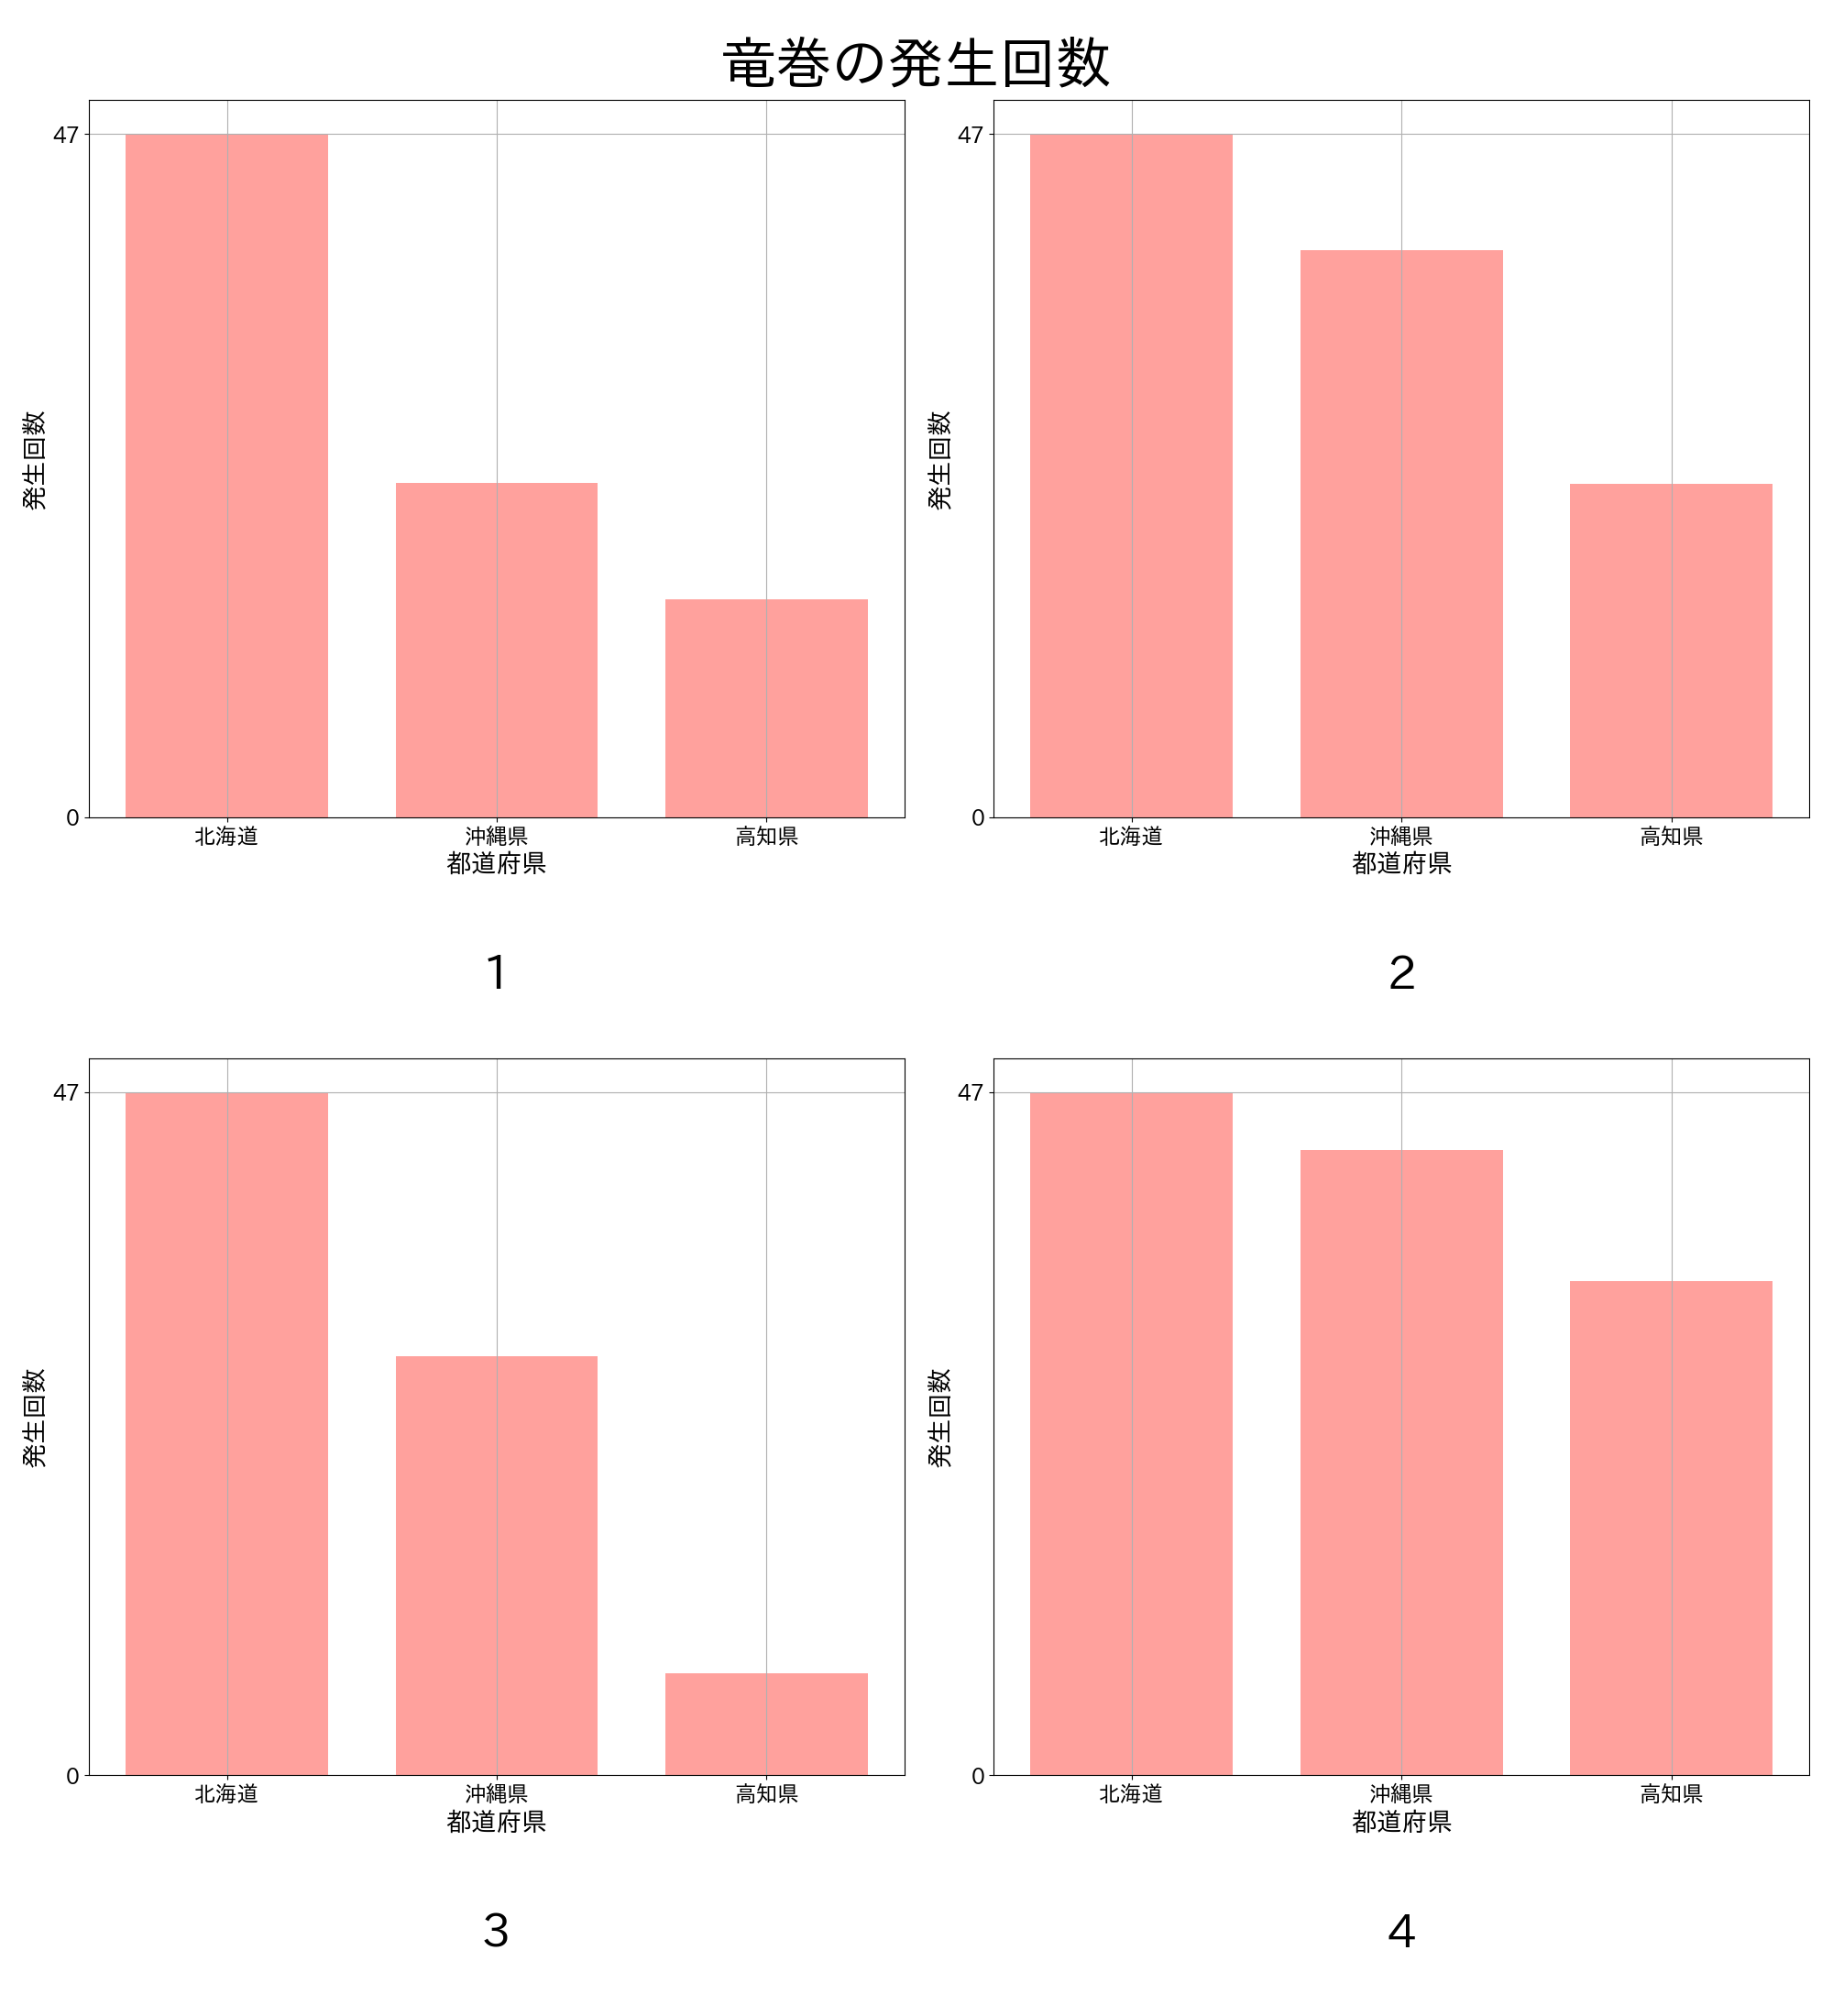 竜巻の発生回数
47
0
発生回数
北海道 沖縄県 高知県
都道府県
1
47
0
発生回数
北海道 沖縄県 高知県
都道府県
2
47
0
発生回数
北海道 沖縄県 高知県
都道府県
3
47
0
発生回数
北海道 沖縄県 高知県
都道府県
4